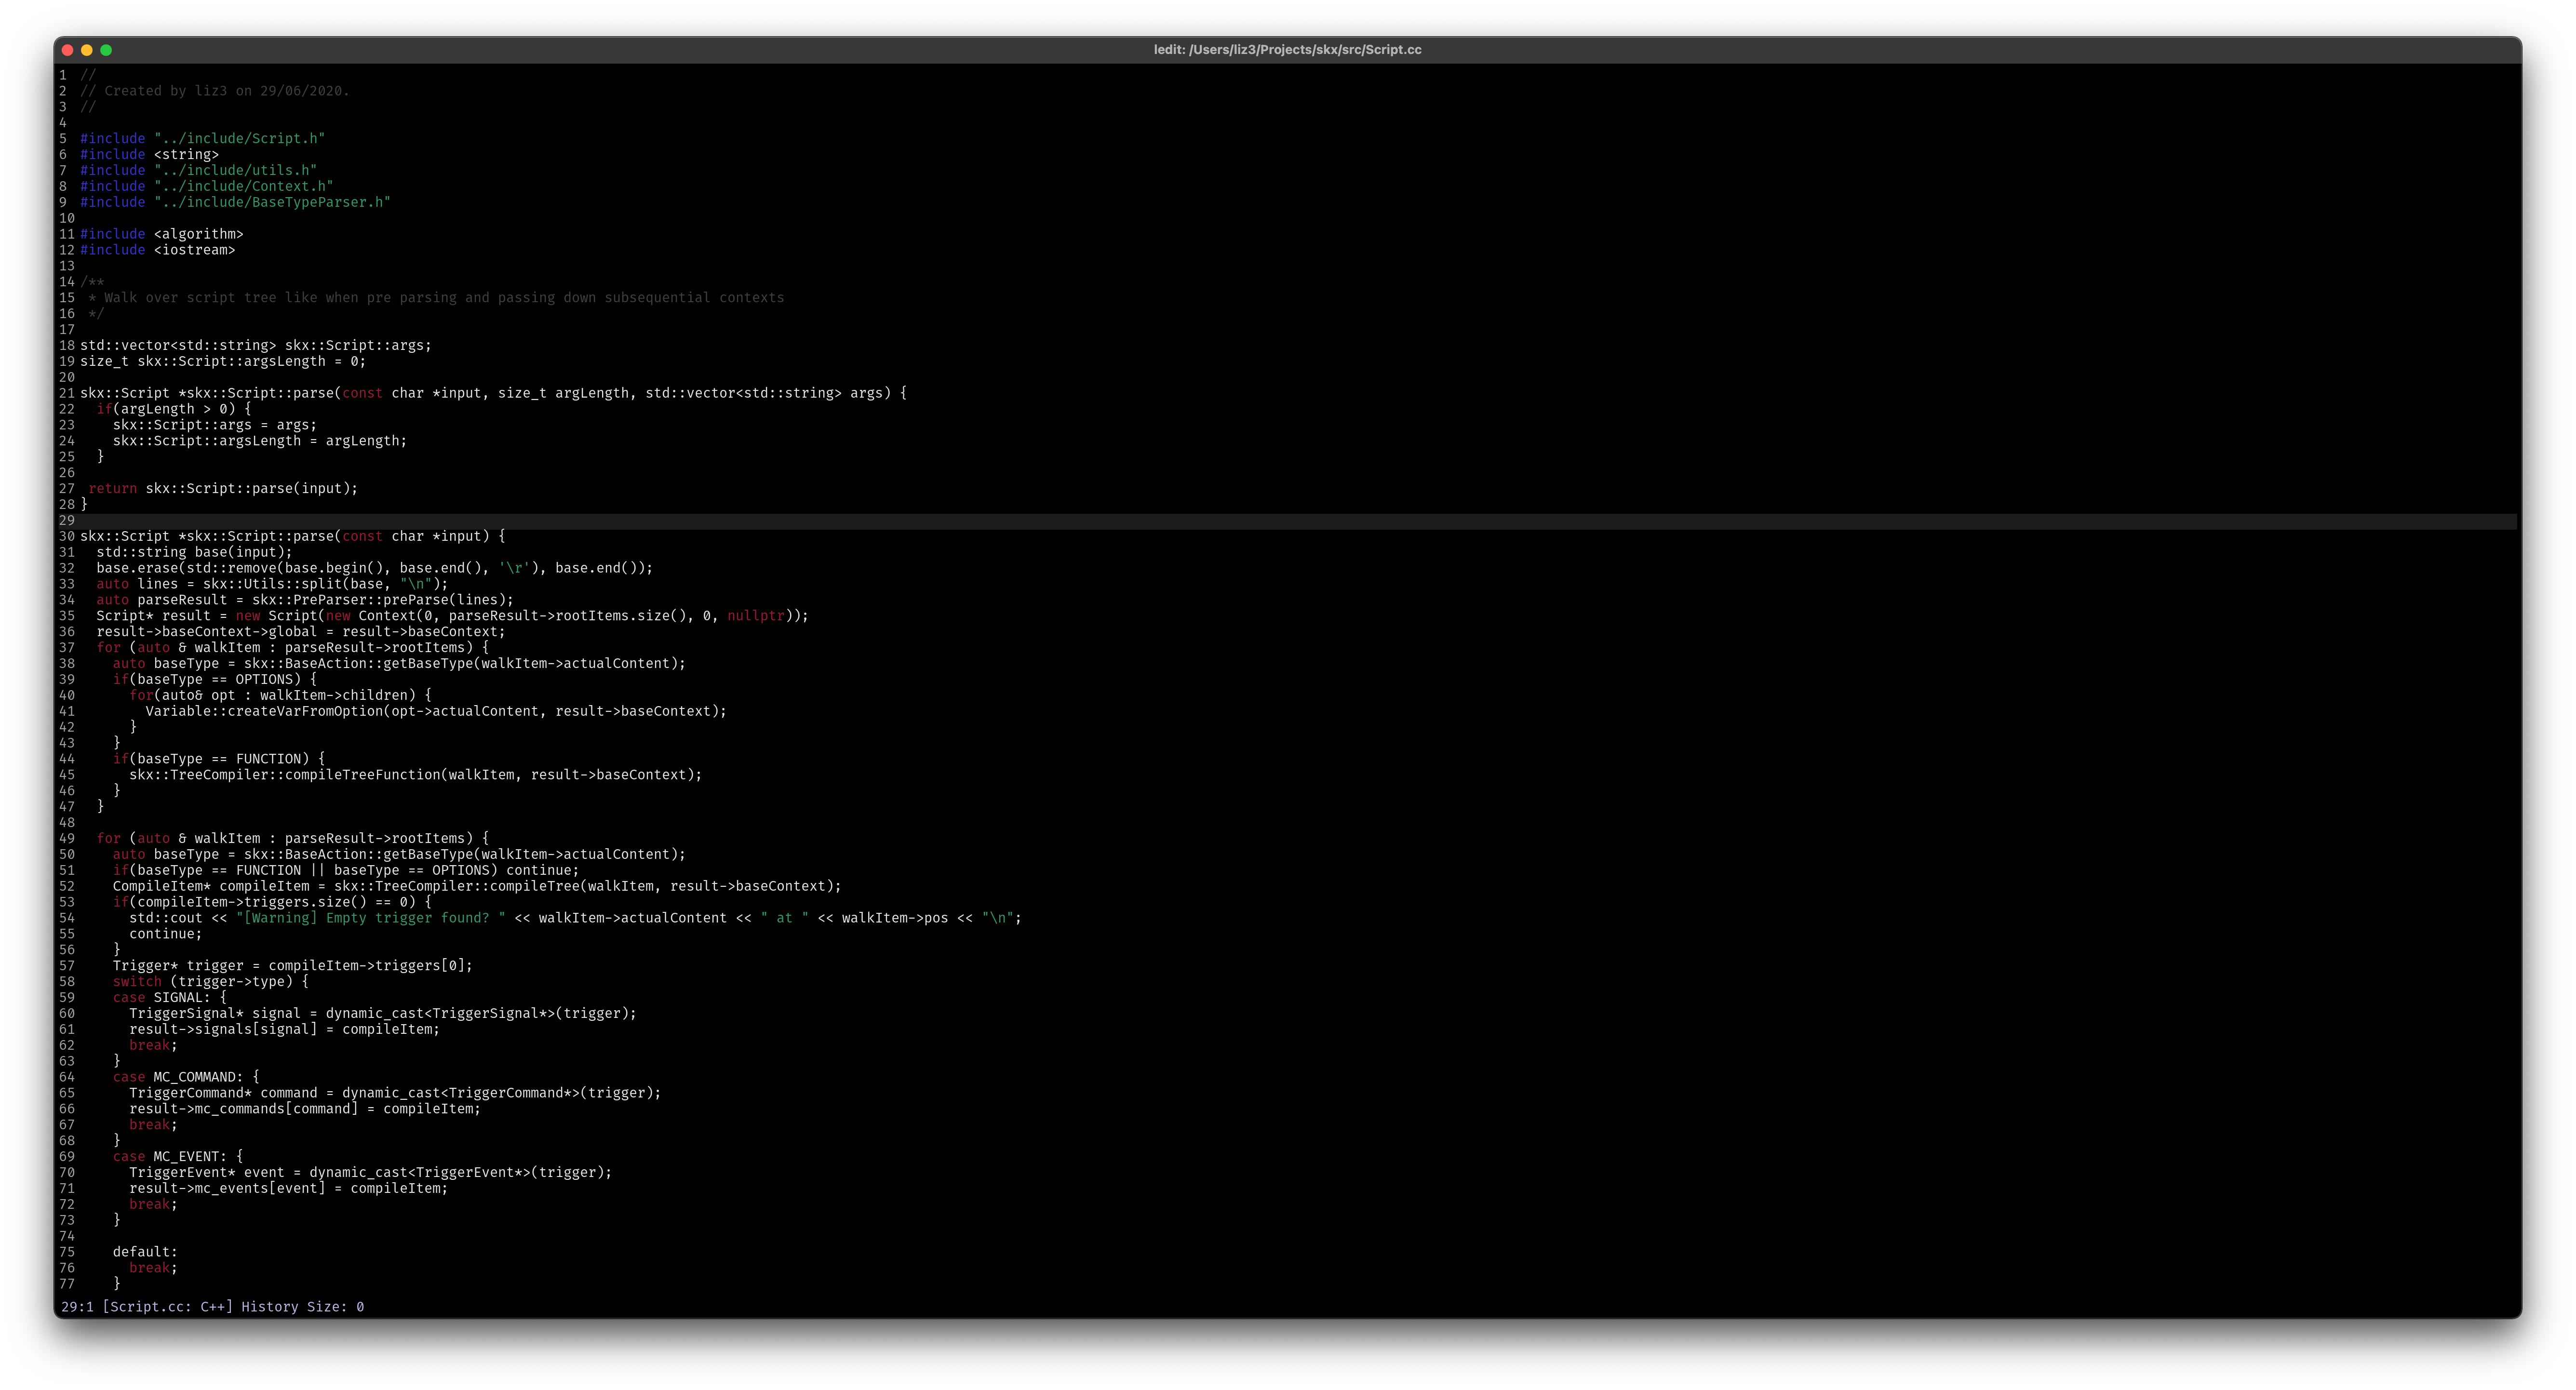 ledit: /Users/liz3/Projects/skx/src/Script.cc
1 //
2 // Created by liz3 on 29/06/2020.
3 //
4
5 #include "../include/Script.h"
6 #include <string>
7 #include "../include/utils.h"
8 #include "../include/Context.h"
9 #include "../include/BaseTypeParser.h"
10
11 #include <algorithm>
12 #include <iostream>
13
14 /**
15  * Walk over script tree like when pre parsing and passing down subsequential contexts
16  */
17
18 std::vector<std::string> skx::Script::args;
19 size_t skx::Script::argsLength = 0;
20
21 skx::Script *skx::Script::parse(const char *input, size_t argLength, std::vector<std::string> args) {
22   if(argLength > 0) {
23     skx::Script::args = args;
24     skx::Script::argsLength = argLength;
25   }
26
27  return skx::Script::parse(input);
28 }
29
30 skx::Script *skx::Script::parse(const char *input) {
31   std::string base(input);
32   base.erase(std::remove(base.begin(), base.end(), '\r'), base.end());
33   auto lines = skx::Utils::split(base, "\n");
34   auto parseResult = skx::PreParser::preParse(lines);
35   Script* result = new Script(new Context(0, parseResult->rootItems.size(), 0, nullptr));
36   result->baseContext->global = result->baseContext;
37   for (auto & walkItem : parseResult->rootItems) {
38     auto baseType = skx::BaseAction::getBaseType(walkItem->actualContent);
39     if(baseType == OPTIONS) {
40       for(auto& opt : walkItem->children) {
41         Variable::createVarFromOption(opt->actualContent, result->baseContext);
42       }
43     }
44     if(baseType == FUNCTION) {
45       skx::TreeCompiler::compileTreeFunction(walkItem, result->baseContext);
46     }
47   }
48
49   for (auto & walkItem : parseResult->rootItems) {
50     auto baseType = skx::BaseAction::getBaseType(walkItem->actualContent);
51     if(baseType == FUNCTION || baseType == OPTIONS) continue;
52     CompileItem* compileItem = skx::TreeCompiler::compileTree(walkItem, result->baseContext);
53     if(compileItem->triggers.size() == 0) {
54       std::cout << "[Warning] Empty trigger found? " << walkItem->actualContent << " at " << walkItem->pos << "\n";
55       continue;
56     }
57     Trigger* trigger = compileItem->triggers[0];
58     switch (trigger->type) {
59     case SIGNAL: {
60       TriggerSignal* signal = dynamic_cast<TriggerSignal*>(trigger);
61       result->signals[signal] = compileItem;
62       break;
63     }
64     case MC_COMMAND: {
65       TriggerCommand* command = dynamic_cast<TriggerCommand*>(trigger);
66       result->mc_commands[command] = compileItem;
67       break;
68     }
69     case MC_EVENT: {
70       TriggerEvent* event = dynamic_cast<TriggerEvent*>(trigger);
71       result->mc_events[event] = compileItem;
72       break;
73     }
74
75     default:
76       break;
77     }
29:1 [Script.cc: C++] History Size: 0